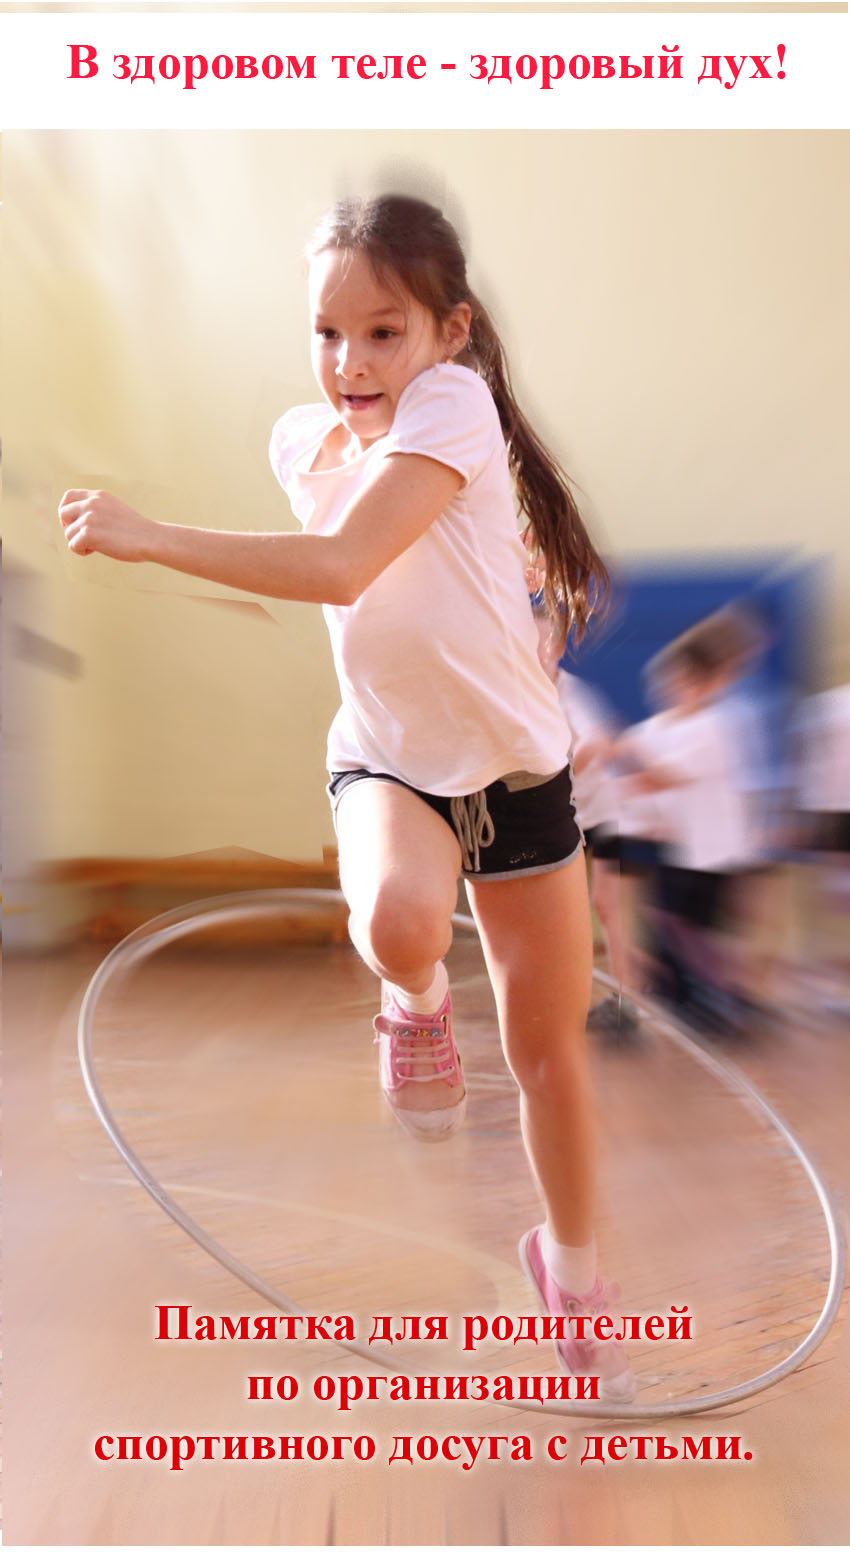 В здоровом теле - здоровый дух!
Памятка для родителей
по организации
спортивного досуга с детьми.